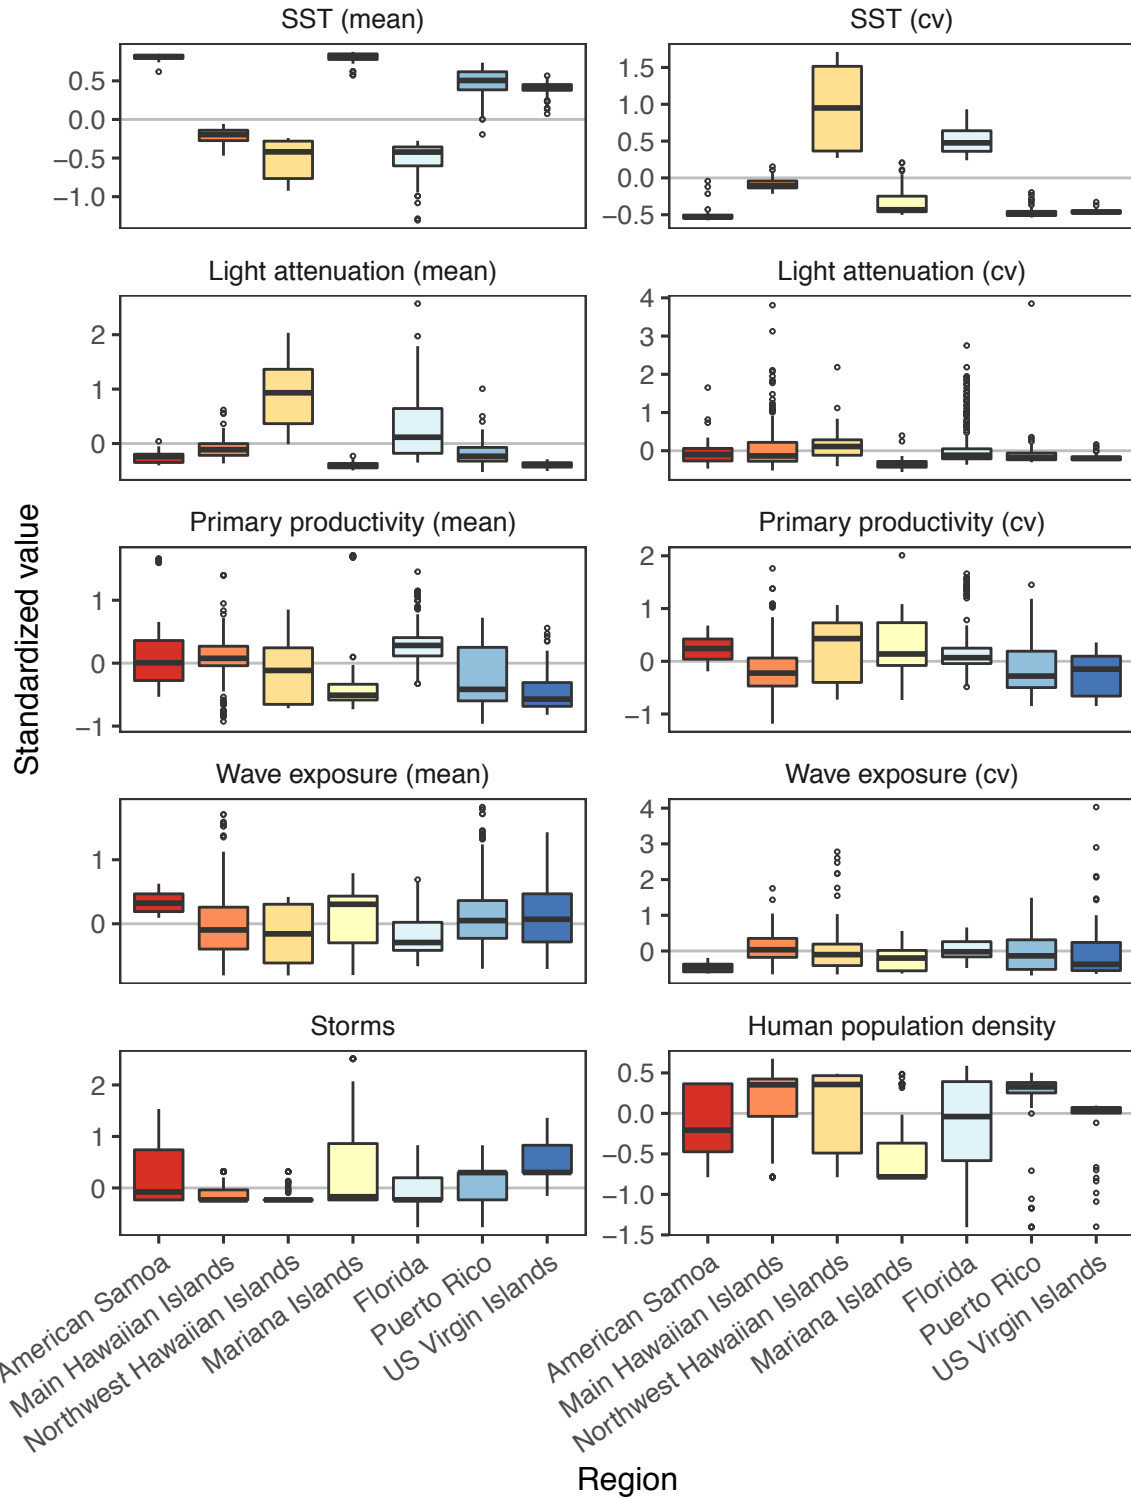 SST (mean)
SST (cv)
0.5
0.0
−0.5
−1.0
1.5
1.0
0.5
0.0
−0.5
Light attenuation (mean)
Light attenuation (cv)
2
1
0
4
3
2
1
0
Primary productivity (mean)
Primary productivity (cv)
1
0
−1
2
1
0
−1
Wave exposure (mean)
Wave exposure (cv)
1
0
4
3
2
1
0
Storms
Human population density
2
1
0
0.5
0.0
−0.5
−1.0
−1.5
Standardized value
American Samoa
Main Hawaiian Islands
Northwest Hawaiian Islands
Mariana Islands
Florida
Puerto Rico
US Virgin Islands
American Samoa
Main Hawaiian Islands
Northwest Hawaiian Islands
Mariana Islands
Florida
Puerto Rico
US Virgin Islands
Region